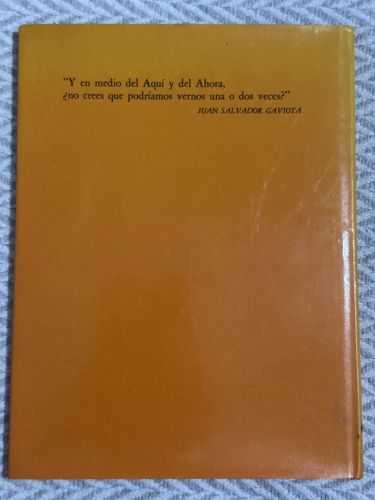 "Y en medio del Aquí y del Ahora,
¿no crees que podríamos vernos una o dos veces?"
JUAN SALVADOR GAVIOTA